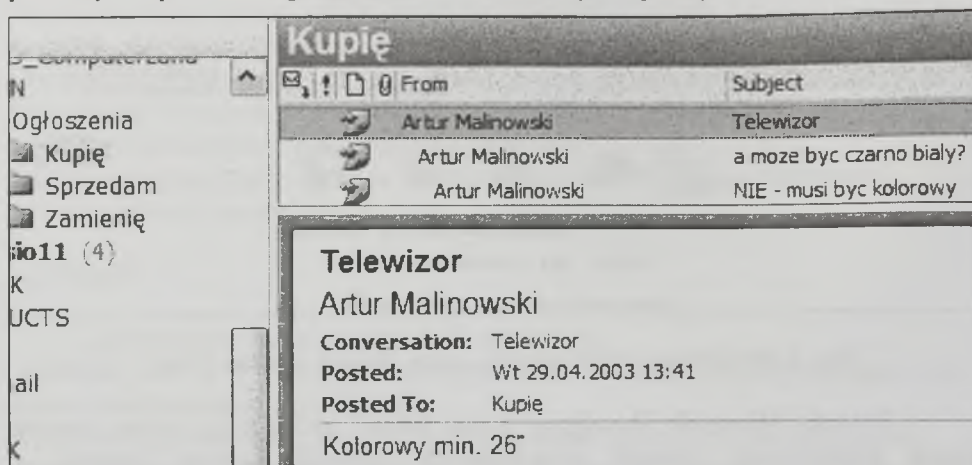 Kupię
From Subject
N
Ogłoszenia
Kupię
Sprzedam
Zamienię
sio11 (4)
K
UCTS
ail
K
Artur Malinowski Telewizor
Artur Malinowski a moze byc czarno bialy?
Artur Malinowski NIE - musi byc kolorowy
Telewizor
Artur Malinowski
Conversation: Telewizor
Posted: Wt 29.04.2003 13:41
Posted To: Kupię
Kolorowy min. 26"